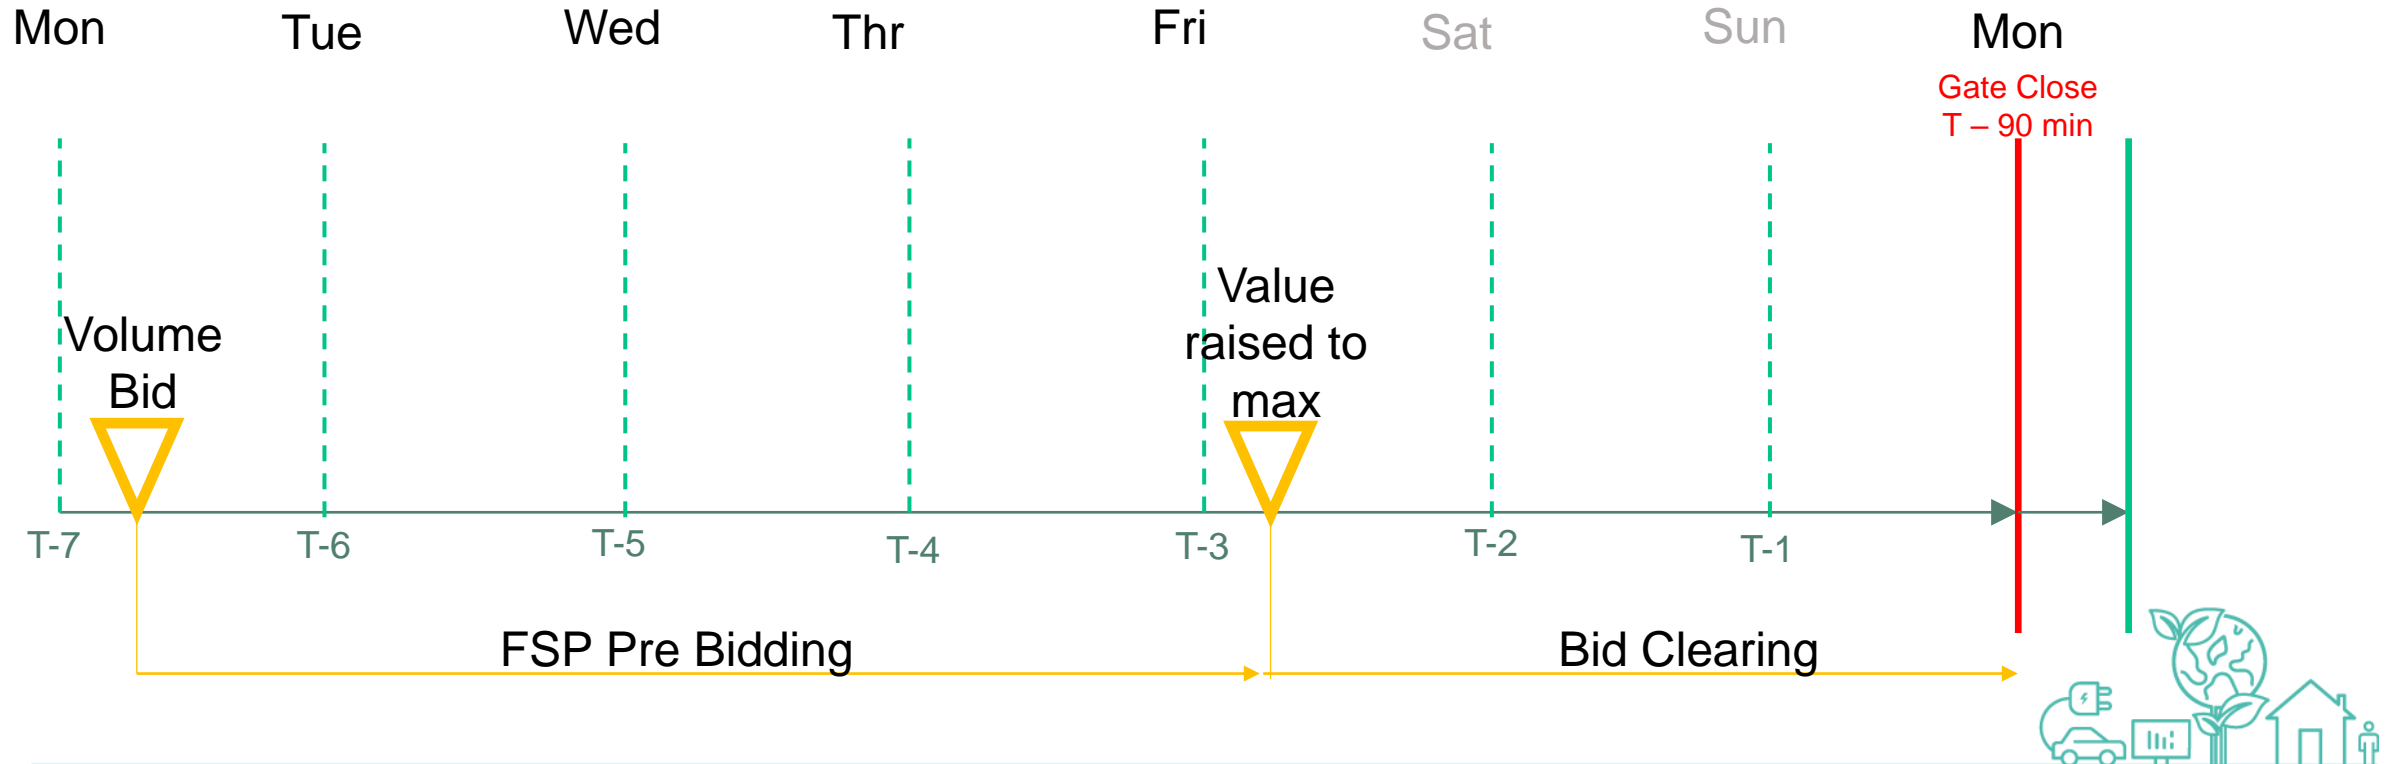 Mon Tue Wed Thr Fri Sat Sun Mon
Gate Close
T – 90 min
Volume
Bid
Value
raised to
max
T-7 T-6 T-5 T-4 T-3 T-2 T-1
FSP Pre Bidding
Bid Clearing